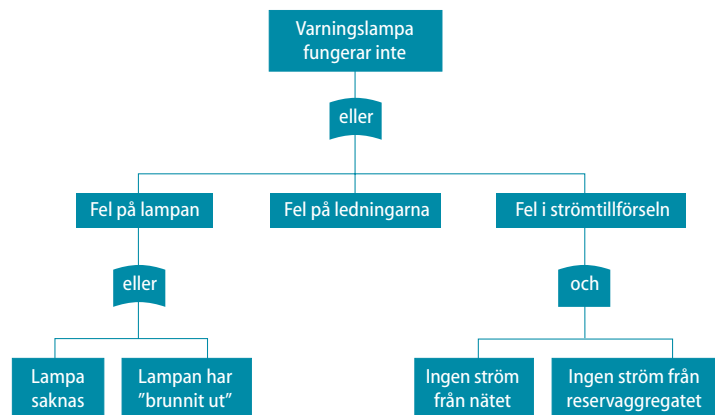 Varningslampa
fungerar inte
eller
Fel på lampan
Fel på ledningarna
Fel i strömtillförseln
eller
och
Lampa
saknas
Lampan har
”brunnit ut”
Ingen ström
från nätet
Ingen ström från
reservaggregatet